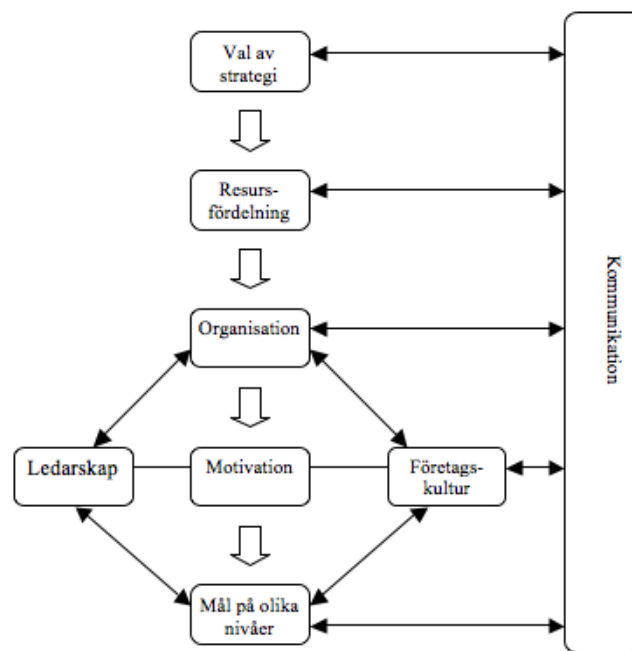 Val av
strategi
Resurs-
fördelning
Organisation
Ledarskap
Motivation
Företags-
kultur
Mål på olika
nivåer
Kommunikation